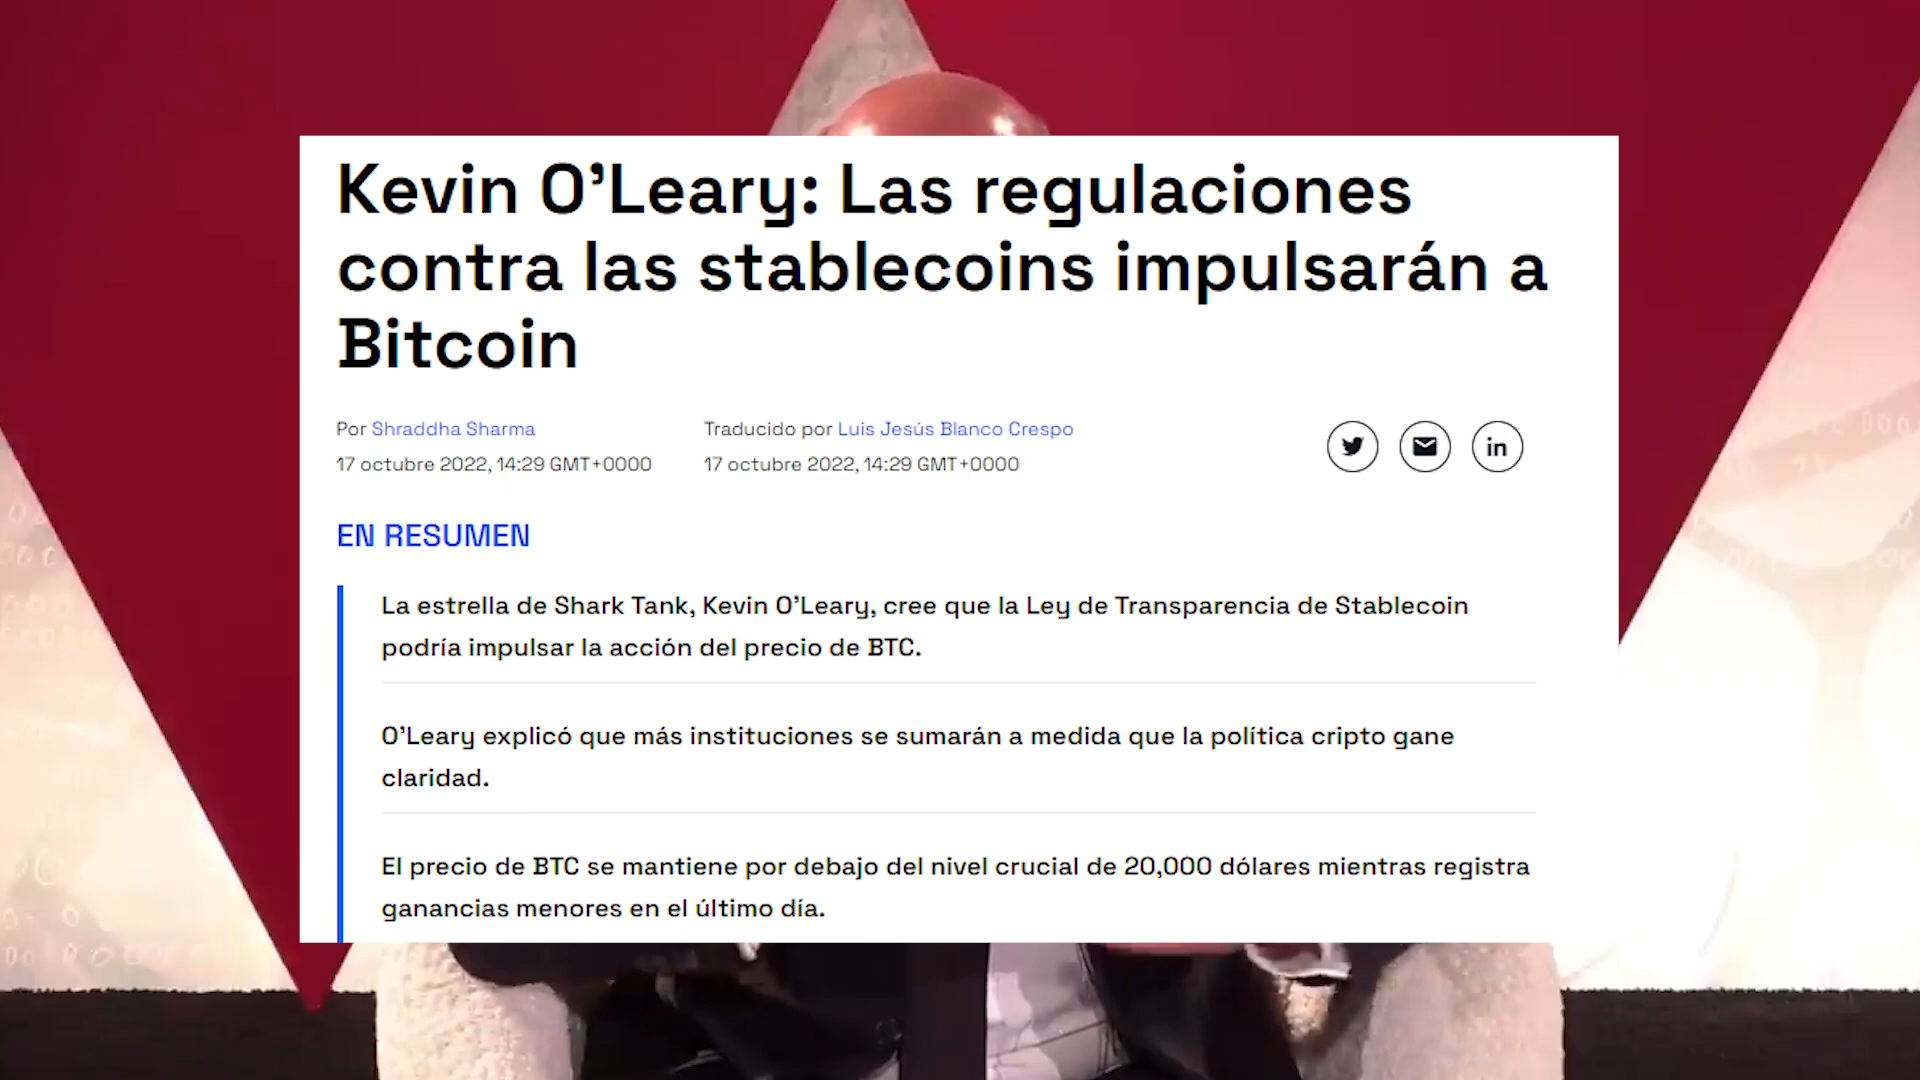 Kevin O’Leary: Las regulaciones
contra las stablecoins impulsarán a
Bitcoin
Por Shraddha Sharma
17 octubre 2022, 14:29 GMT+0000
Traducido por Luis Jesús Blanco Crespo
17 octubre 2022, 14:29 GMT+0000
in
EN RESUMEN
La estrella de Shark Tank, Kevin O’Leary, cree que la Ley de Transparencia de Stablecoin
podría impulsar la acción del precio de BTC.
O’Leary explicó que más instituciones se sumarán a medida que la política cripto gane
claridad.
El precio de BTC se mantiene por debajo del nivel crucial de 20,000 dólares mientras registra
ganancias menores en el último día.